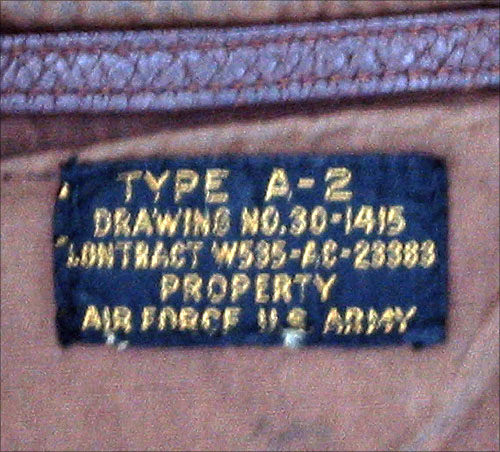 TYPE A-2
DRAWING NO.30-1415
CONTRACT W535-AC-23383
PROPERTY
AIR FORCE U.S. ARMY